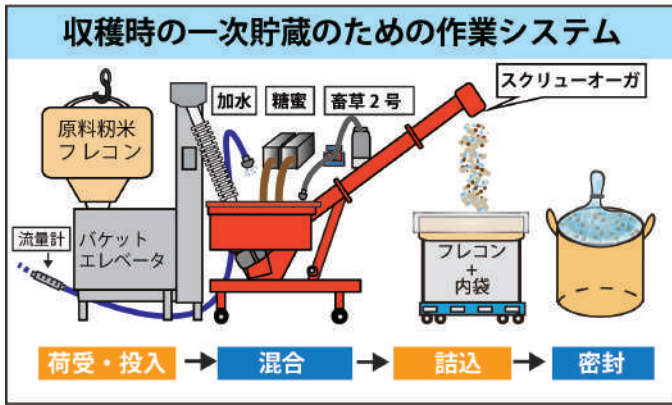 収穫時の一次貯蔵のための作業システム
加水
糖蜜
畜草2号
スクリューオーガ
原料籾米
フレコン
流量計
バケット
エレベータ
フレコン
+
内袋
荷受・投入
混合
詰込
密封